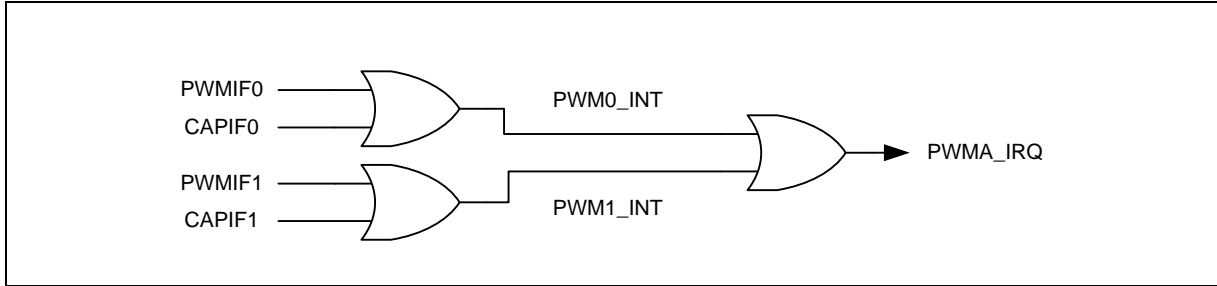 PWMIF0
CAPIF0
PWM0_INT
PWMA_IRQ
PWMIF1
CAPIF1
PWM1_INT